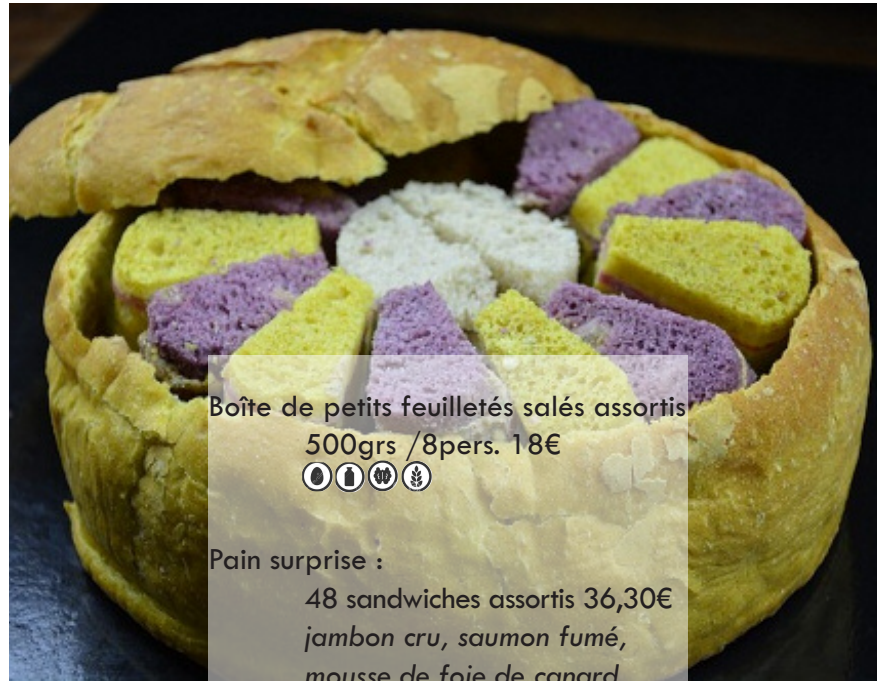 Boîte de petits feuilletés salés assortis
500grs /8pers. 18€
Pain surprise :
48 sandwiches assortis 36,30€
jambon cru, saumon fumé,
mousse de foie de canard